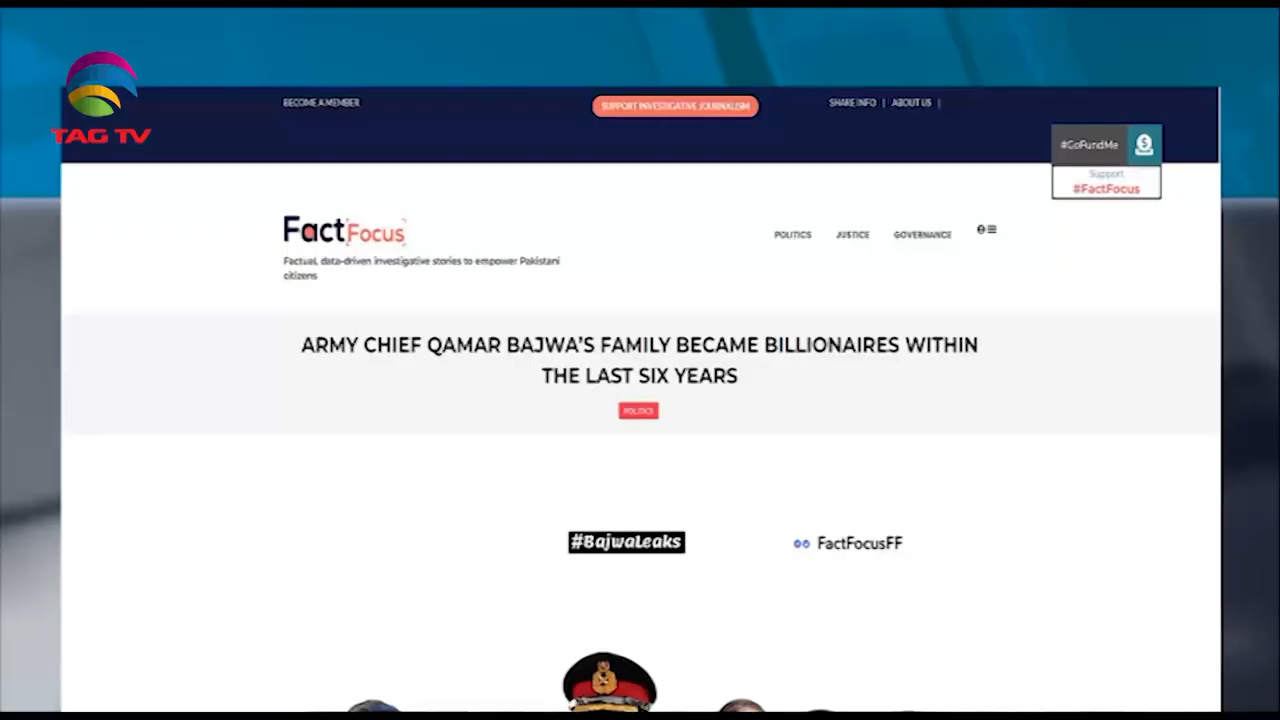 TAG TV
BECOME A MEMBER
SUPPORT INVESTIGATIVE JOURNALISM
SHARE INFO | ABOUT US |
#GoFundMe
Support
#FactFocus
FactFocus
POLITICS JUSTICE GOVERNANCE
Factual, data-driven investigative stories to empower Pakistani
citizens
ARMY CHIEF QAMAR BAJWA'S FAMILY BECAME BILLIONAIRES WITHIN
THE LAST SIX YEARS
POLITICS
#BajwaLeaks
FactFocusFF